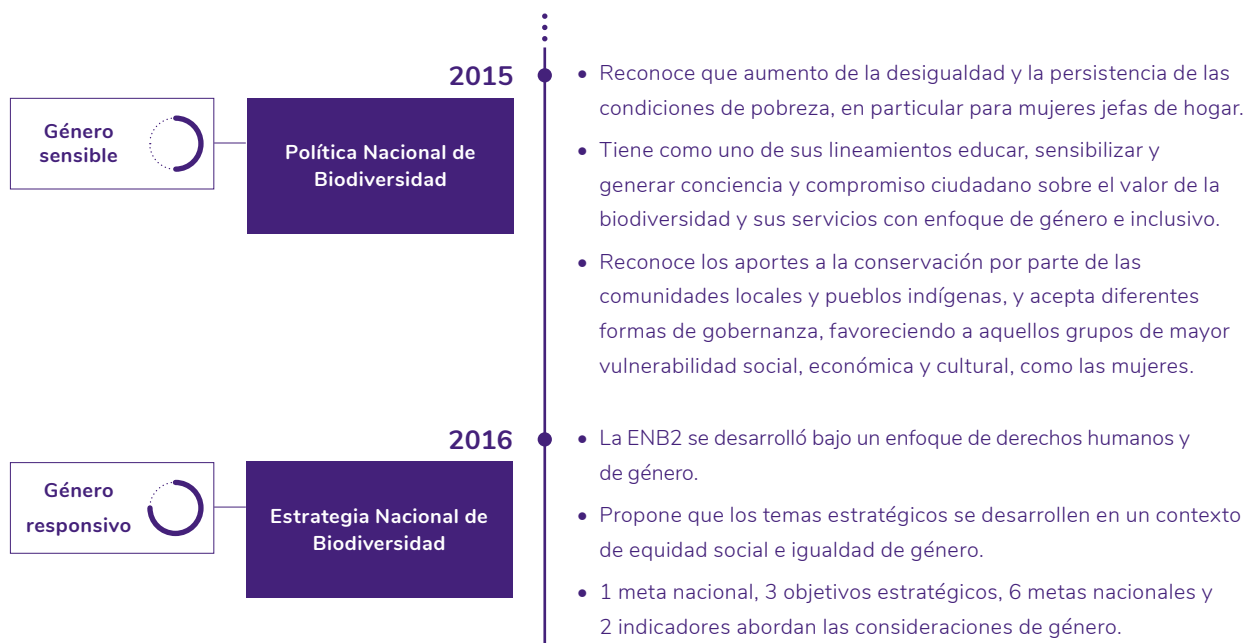 2015
Género
sensible
Política Nacional de
Biodiversidad
• Reconoce que aumento de la desigualdad y la persistencia de las
condiciones de pobreza, en particular para mujeres jefas de hogar.
• Tiene como uno de sus lineamientos educar, sensibilizar y
generar conciencia y compromiso ciudadano sobre el valor de la
biodiversidad y sus servicios con enfoque de género e inclusivo.
• Reconoce los aportes a la conservación por parte de las
comunidades locales y pueblos indígenas, y acepta diferentes
formas de gobernanza, favoreciendo a aquellos grupos de mayor
vulnerabilidad social, económica y cultural, como las mujeres.
2016
Género
responsivo
Estrategia Nacional de
Biodiversidad
• La ENB2 se desarrolló bajo un enfoque de derechos humanos y
de género.
• Propone que los temas estratégicos se desarrollen en un contexto
de equidad social e igualdad de género.
• 1 meta nacional, 3 objetivos estratégicos, 6 metas nacionales y
2 indicadores abordan las consideraciones de género.